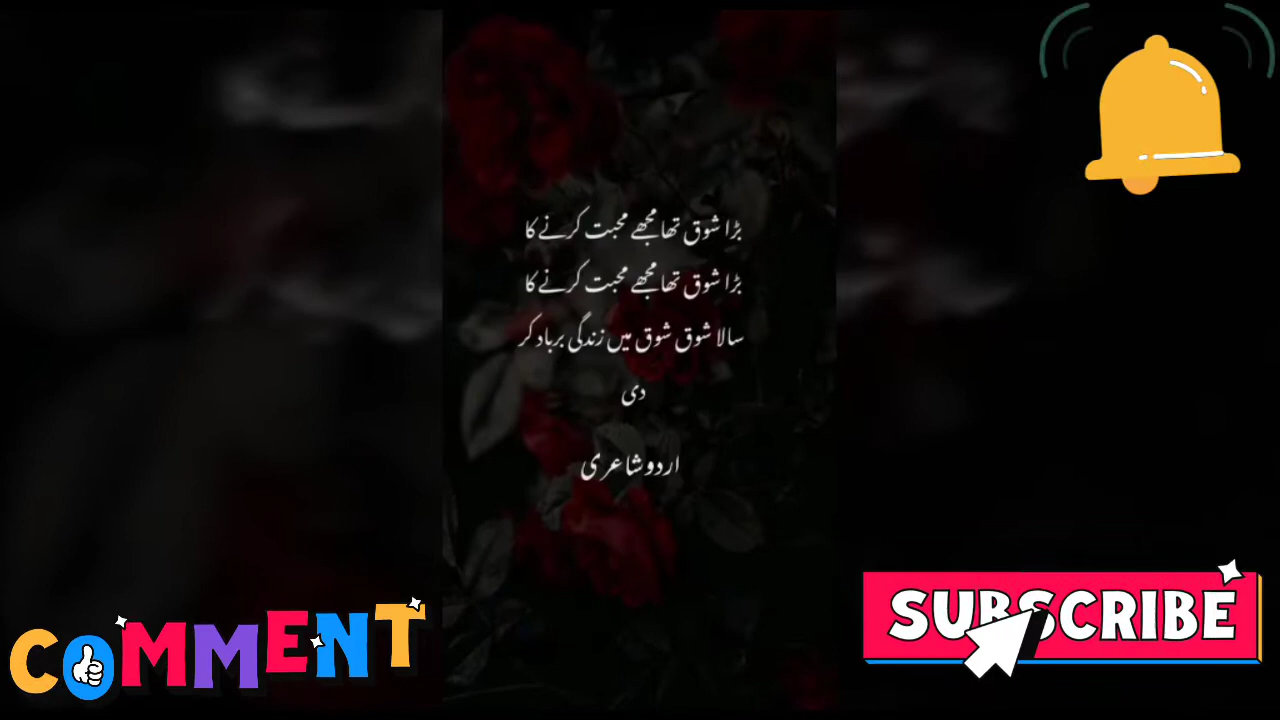 بڑا شوق تھا مجھے محبت کرنے کا
بڑا شوق تھا مجھے محبت کرنے کا
سالا شوق شوق میں زندگی برباد کر
دی
اردو شاعری
COMMENT
SUBSCRIBE